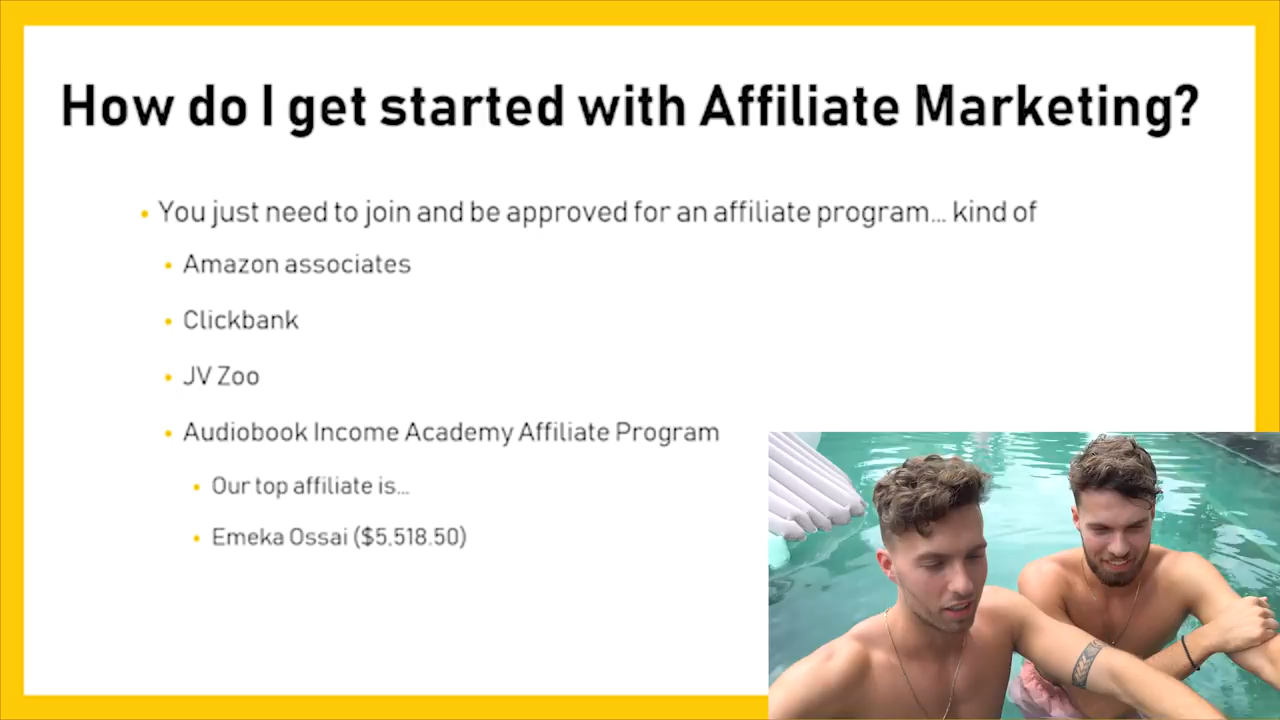 How do I get started with Affiliate Marketing?
• You just need to join and be approved for an affiliate program... kind of
• Amazon associates
• Clickbank
• JV Zoo
• Audiobook Income Academy Affiliate Program
• Our top affiliate is...
• Emeka Ossai ($5,518.50)